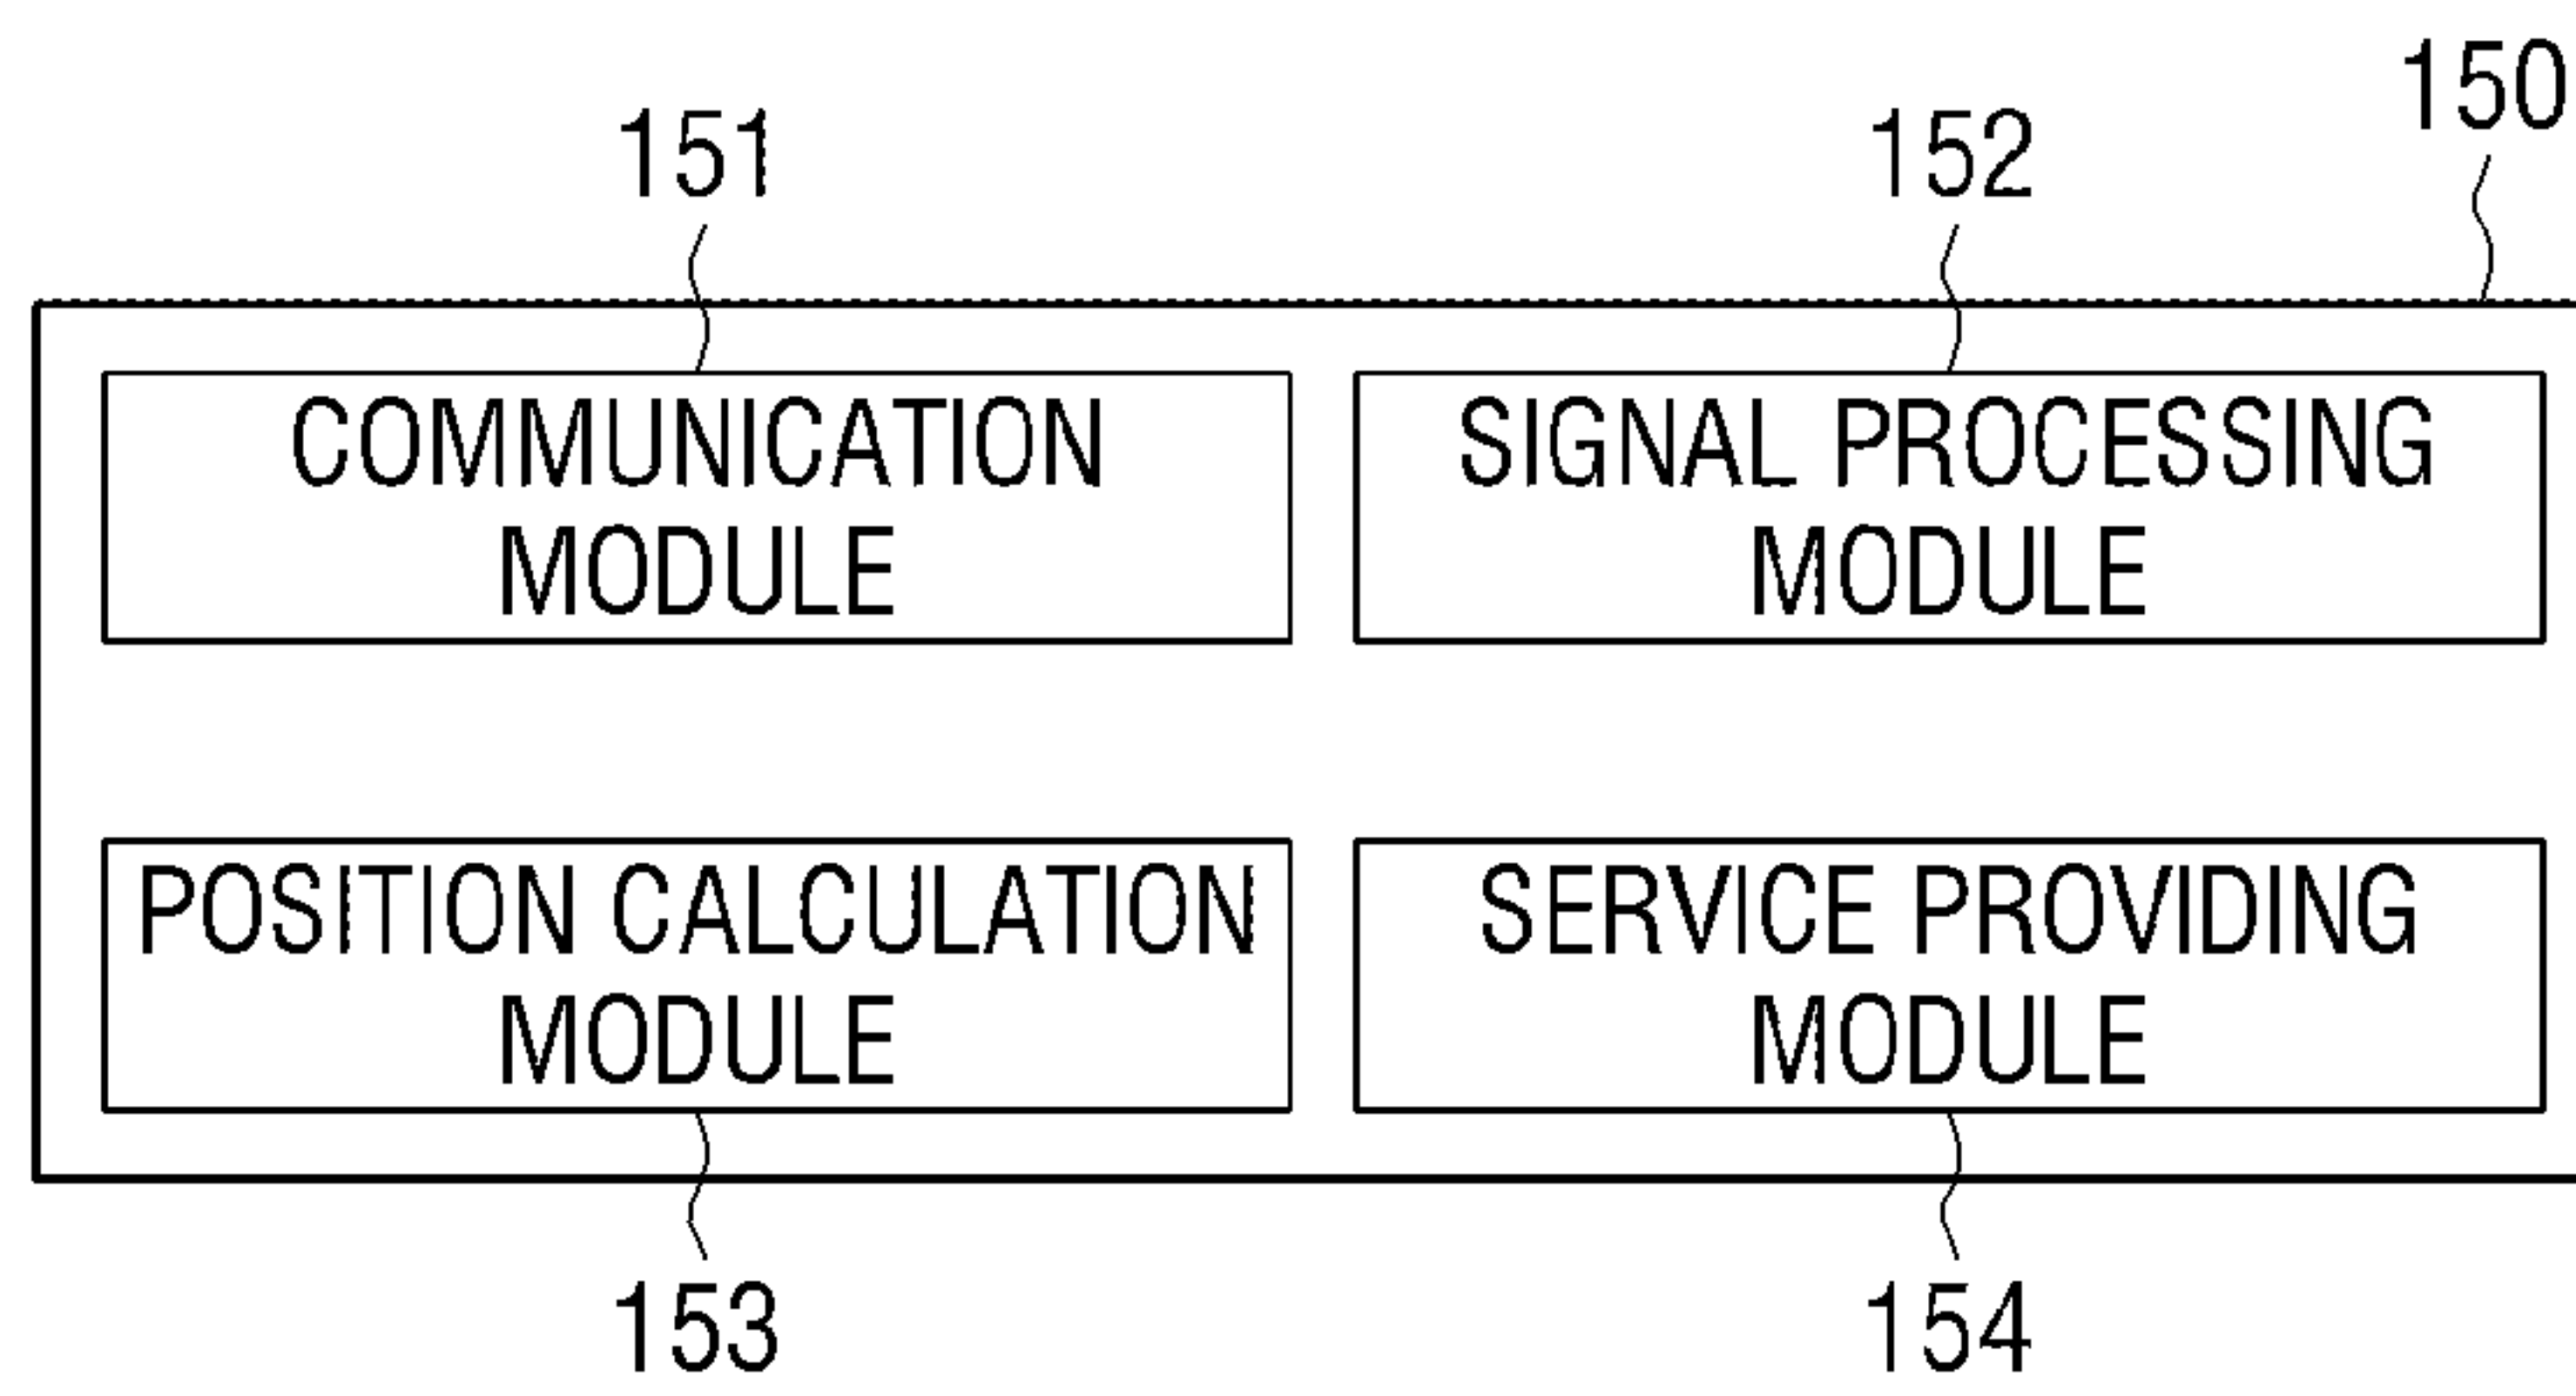 150
151
152
COMMUNICATION
MODULE
SIGNAL PROCESSING
MODULE
POSITION CALCULATION
MODULE
SERVICE PROVIDING
MODULE
153
154